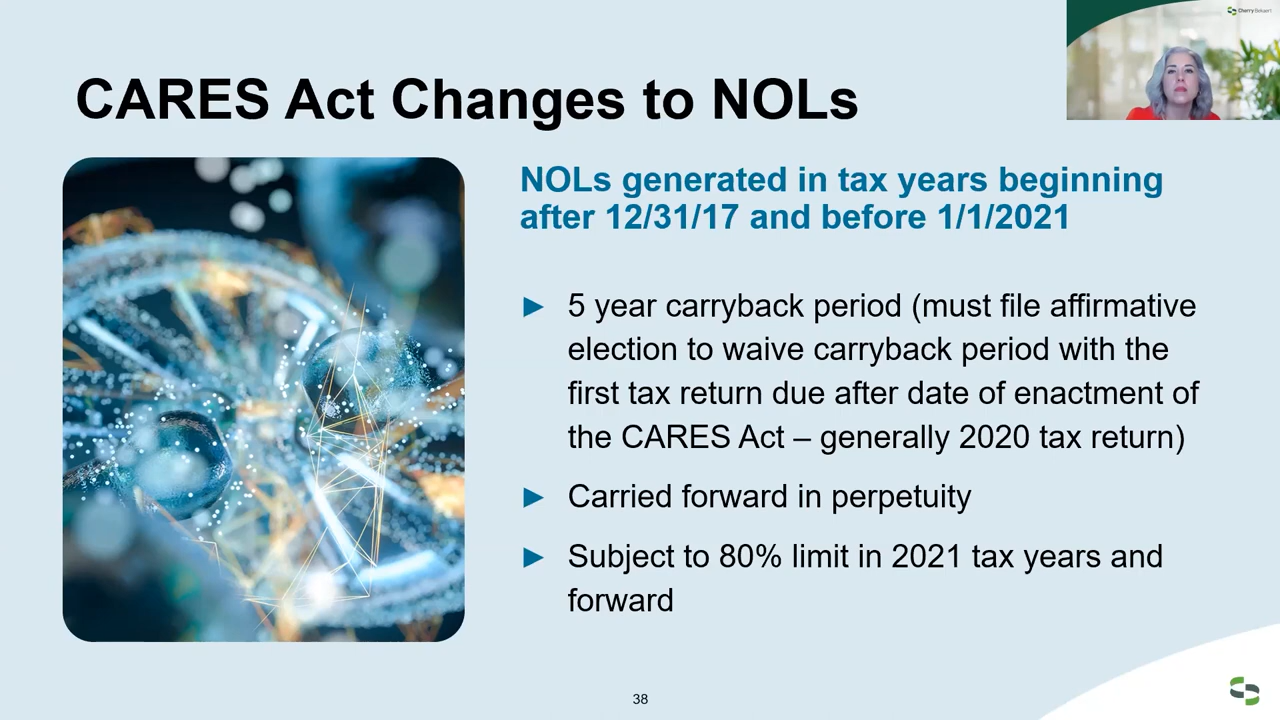 Cherry Bekaert
CARES Act Changes to NOLs
NOLs generated in tax years beginning
after 12/31/17 and before 1/1/2021
► 5 year carryback period (must file affirmative
election to waive carryback period with the
first tax return due after date of enactment of
the CARES Act – generally 2020 tax return)
► Carried forward in perpetuity
► Subject to 80% limit in 2021 tax years and
forward
38